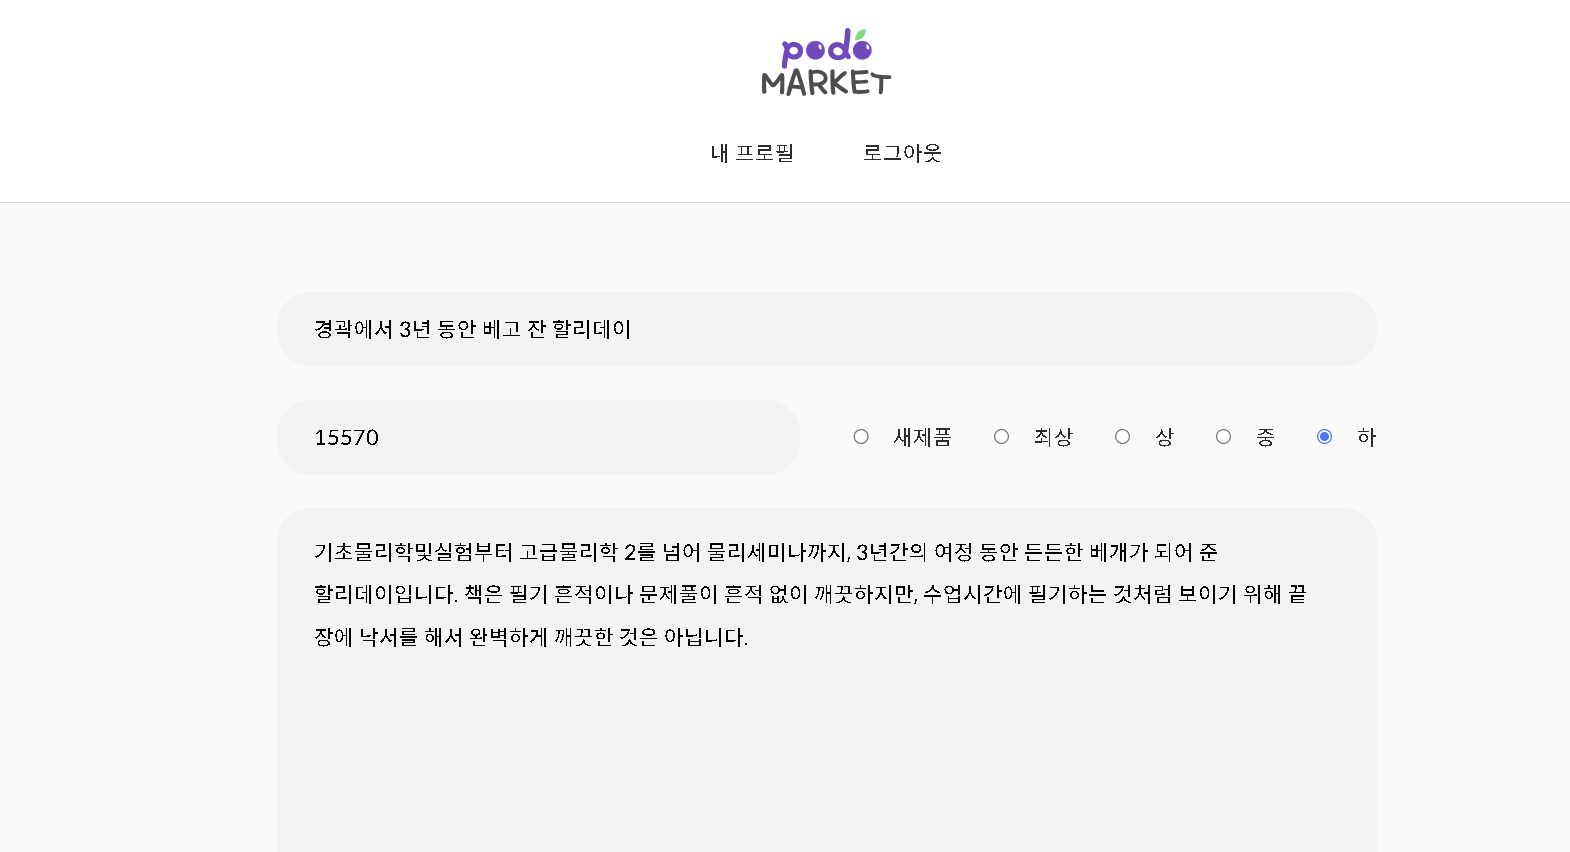 podo
MARKET
내 프로필
로그아웃
경곽에서 3년 동안 베고 잔 할리데이
15570
새제품
최상
상
중
하
기초물리학및실험부터 고급물리학 2를 넘어 물리세미나까지, 3년간의 여정 동안 든든한 베개가 되어 준
할리데이입니다. 책은 필기 흔적이나 문제풀이 흔적 없이 깨끗하지만, 수업시간에 필기하는 것처럼 보이기 위해 끝
장에 낙서를 해서 완벽하게 깨끗한 것은 아닙니다.